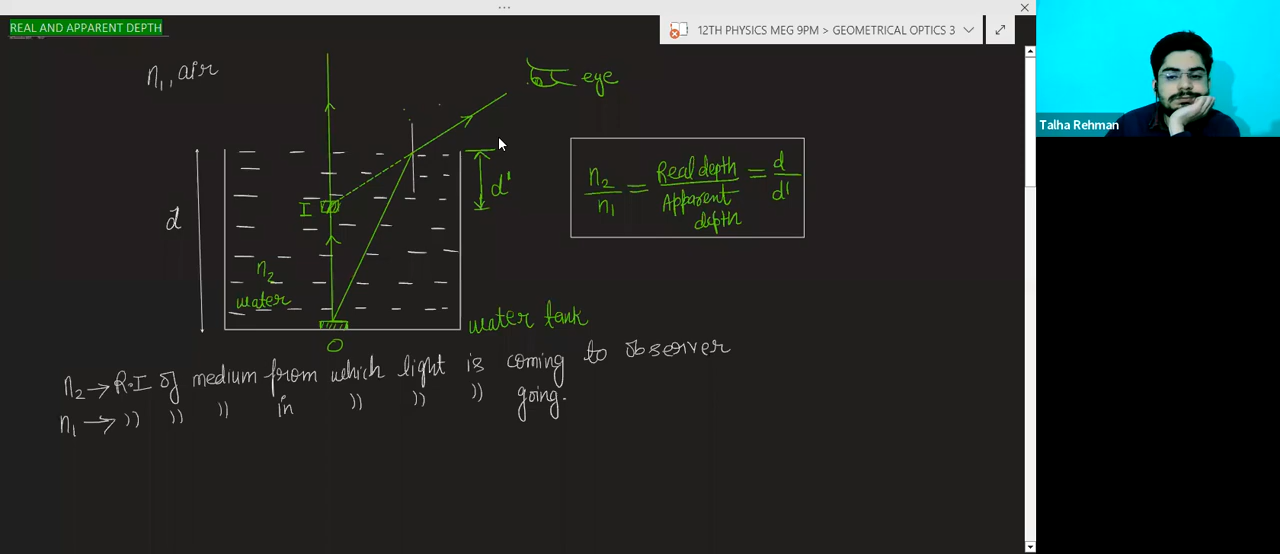 REAL AND APPARENT DEPTH
12TH PHYSICS MEG 9PM > GEOMETRICAL OPTICS 3
Talha Rehman
n₁, air
eye
d'
I
d
n₂
water
O
water tank
n₂/n₁ = Real depth/Apparent depth = d/d'
n₂ → R.I of medium from which light is coming to observer
n₁ → )) )) )) in )) )) )) going.